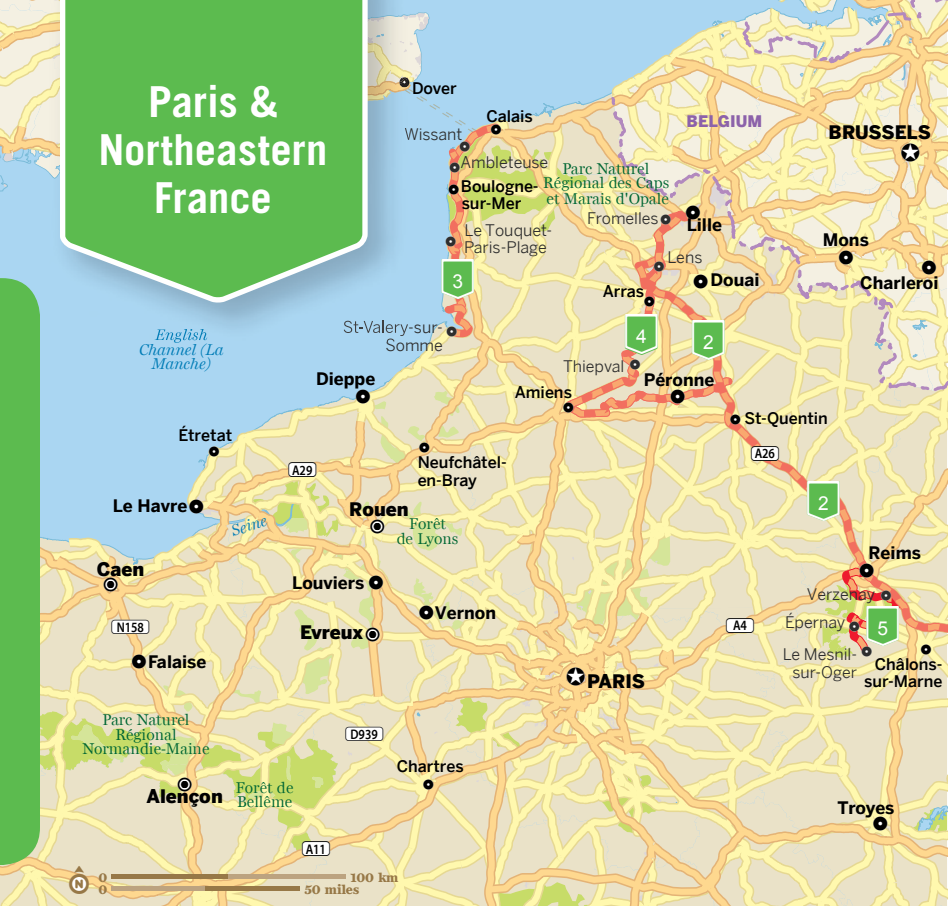 Paris &
Northeastern
France
Dover
Calais
Wissant
Ambleteuse
BELGIUM
BRUSSELS
Parc Naturel
Régional des Caps
et Marais d'Opale
Boulogne-
sur-Mer
Fromelles
Lille
Le Touquet-
Paris-Plage
Mons
Lens
Douai
Charleroi
3
Arras
English
Channel (La
Manche)
St-Valery-sur-
Somme
4
2
Thiepval
Dieppe
Péronne
Amiens
St-Quentin
Étretat
A26
Neufchâtel-
en-Bray
A29
Le Havre
2
Rouen
Seine
Forêt
de Lyons
Reims
Caen
Louviers
Verzenay
Vernon
N158
Evreux
A4
Épernay
5
Falaise
Le Mesnil-
sur-Oger
Châlons-
sur-Marne
PARIS
Parc Naturel
Régional
Normandie-Maine
D939
Chartres
Alençon
Forêt de
Bellême
Troyes
A11
N
0 100 km
0 50 miles